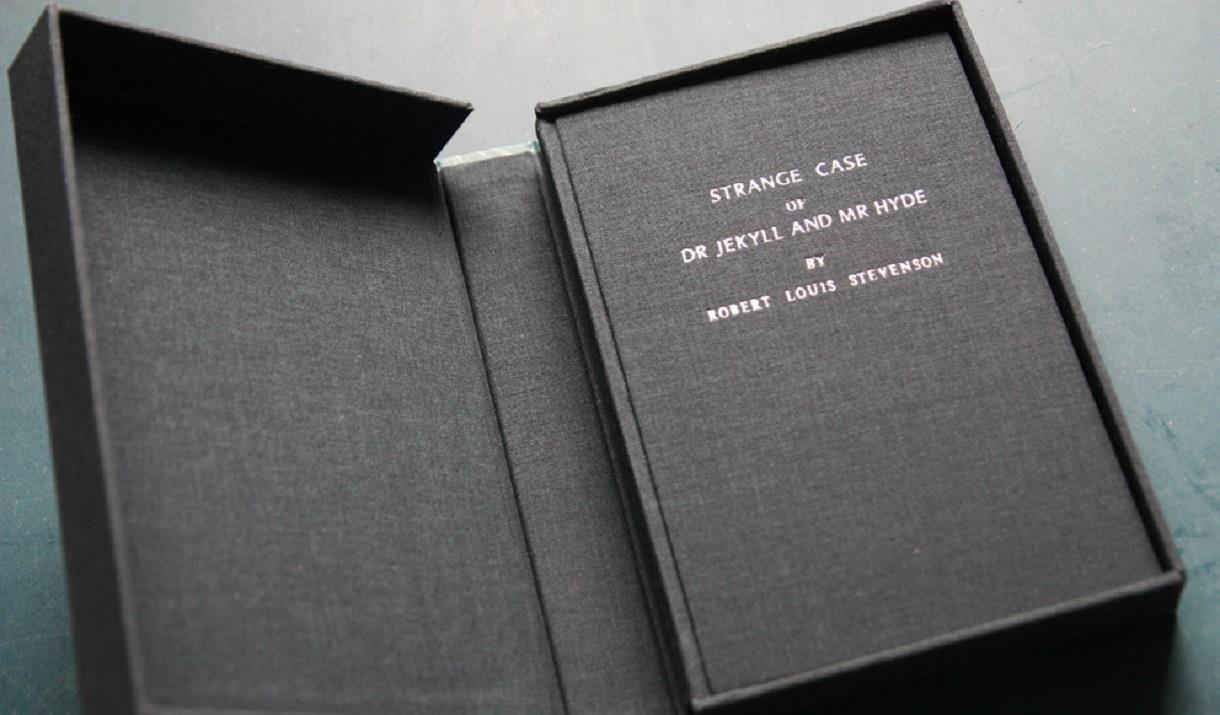 STRANGE CASE
OF
DR JEKYLL AND MR HYDE
BY
ROBERT LOUIS STEVENSON